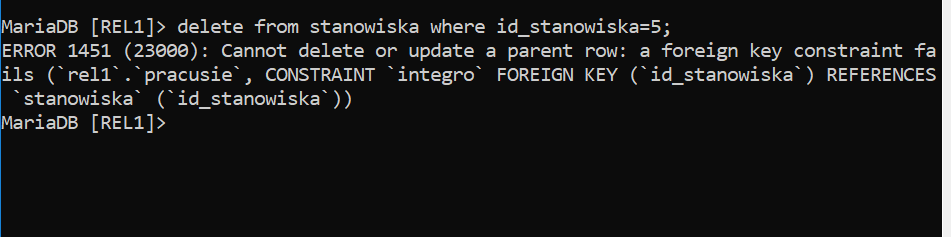 MariaDB [REL1]> delete from stanowiska where id_stanowiska=5;
ERROR 1451 (23000): Cannot delete or update a parent row: a foreign key constraint fa
ils (`rel1`.`pracusie`, CONSTRAINT `integro` FOREIGN KEY (`id_stanowiska`) REFERENCES
 `stanowiska` (`id_stanowiska`))
MariaDB [REL1]>